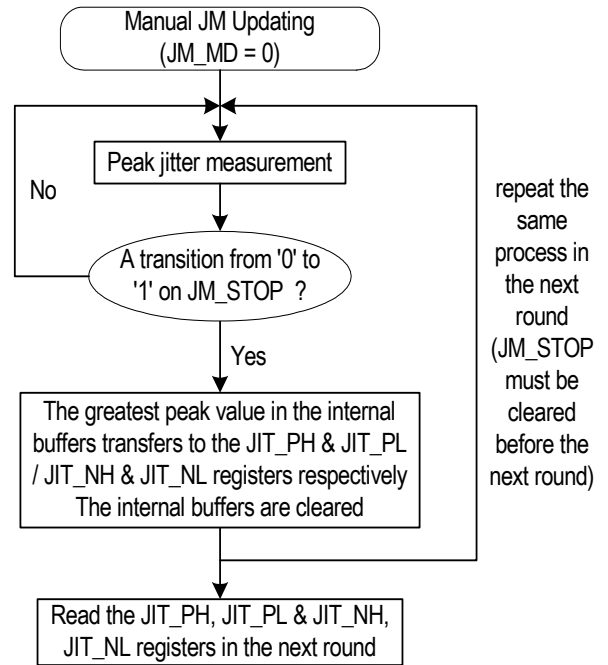 Manual JM Updating
(JM_MD = 0)
Peak jitter measurement
No
A transition from '0' to
'1' on JM_STOP ?
Yes
The greatest peak value in the internal
buffers transfers to the JIT_PH & JIT_PL
/ JIT_NH & JIT_NL registers respectively
The internal buffers are cleared
repeat the
same
process in
the next
round
(JM_STOP
must be
cleared
before the
next round)
Read the JIT_PH, JIT_PL & JIT_NH,
JIT_NL registers in the next round